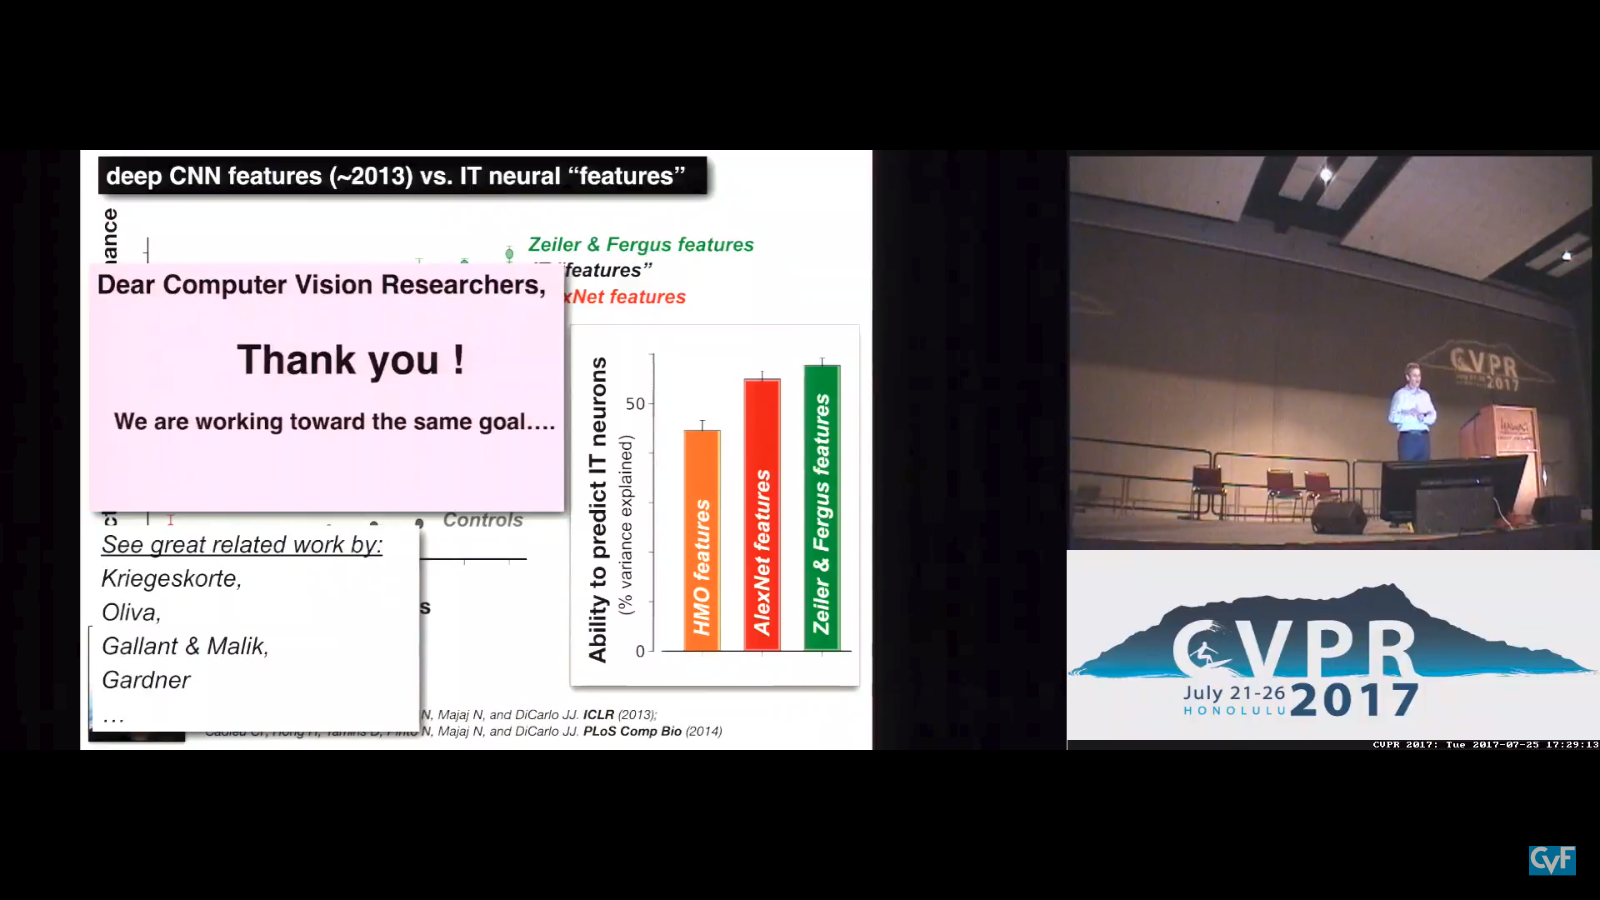 deep CNN features (~2013) vs. IT neural “features”
Zeiler & Fergus features
features”
Net features
Dear Computer Vision Researchers,
Thank you !
We are working toward the same goal....
Controls
See great related work by:
Kriegeskorte,
Oliva,
Gallant & Malik,
Gardner
...
Ability to predict IT neurons
(% variance explained)
50
0
HMO features
AlexNet features
Zeiler & Fergus features
N, Majaj N, and DiCarlo JJ. ICLR (2013);
N, Majaj N, and DiCarlo JJ. PLoS Comp Bio (2014)
CVPR
2017
CVPR
July 21-26
HONOLULU
2017
CVPR 2017: Tue 2017-07-25 17:29:13
CVF